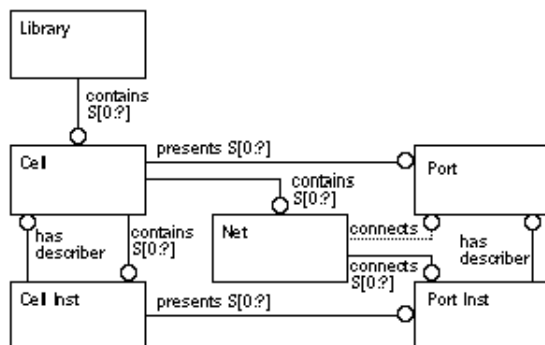 Library
contains
S[0:?]
Cell
presents S[0:?]
Port
contains
S[0:?]
has
describer
contains
S[0:?]
Net
connects
connects
S[0:?]
has
describer
Cell Inst
presents S[0:?]
Port Inst